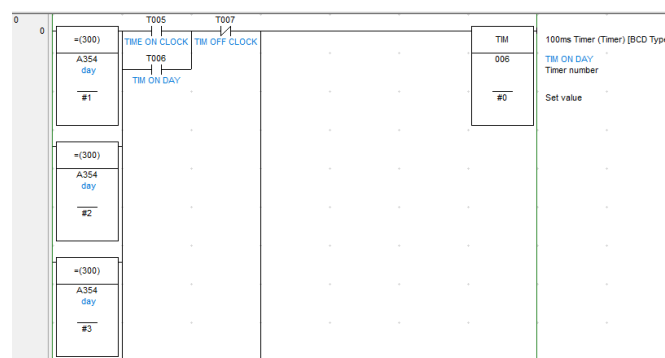 0
0
=(300)
A354
day
#1
T005
TIME ON CLOCK
T007
TIM OFF CLOCK
T006
TIM ON DAY
TIM
006
#0
100ms Timer (Timer) [BCD Type
TIM ON DAY
Timer number
Set value
=(300)
A354
day
#2
=(300)
A354
day
#3